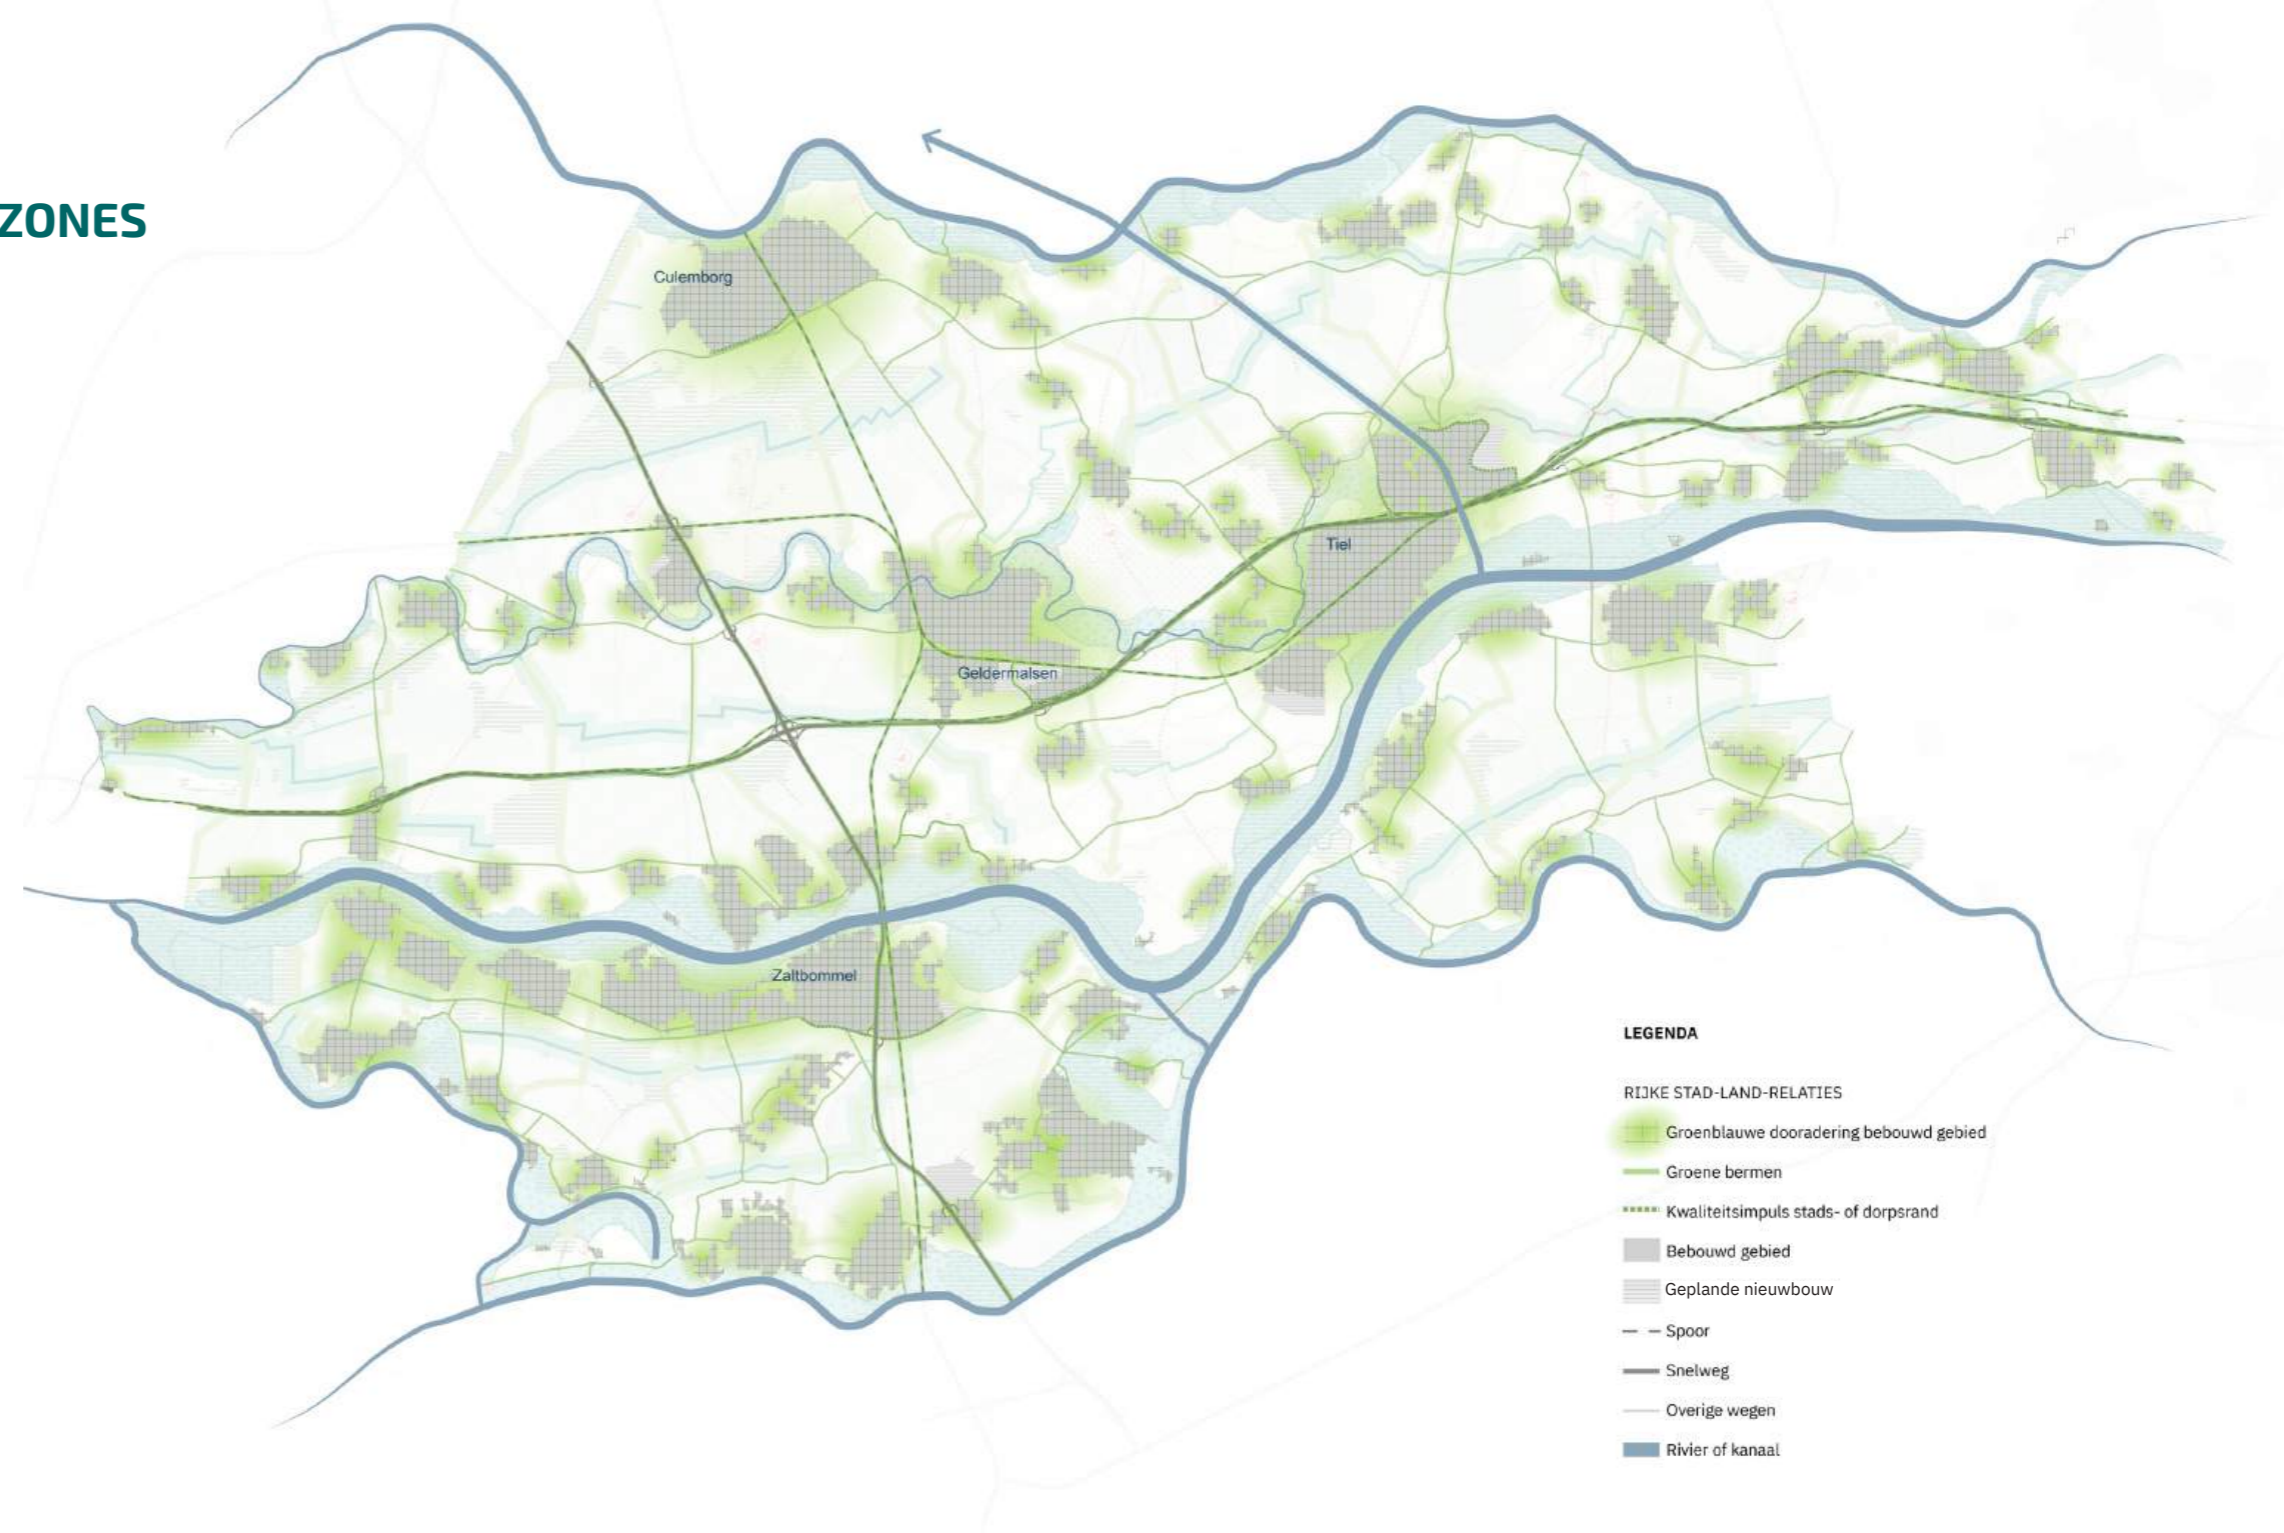 ZONES
Culemborg
Tiel
Geldermalsen
Zaltbommel
LEGENDA
RIJKE STAD-LAND-RELATIES
Groenblauwe dooradering bebouwd gebied
Groene bermen
Kwaliteitsimpuls stads- of dorpsrand
Bebouwd gebied
Geplande nieuwbouw
Spoor
Snelweg
Overige wegen
Rivier of kanaal